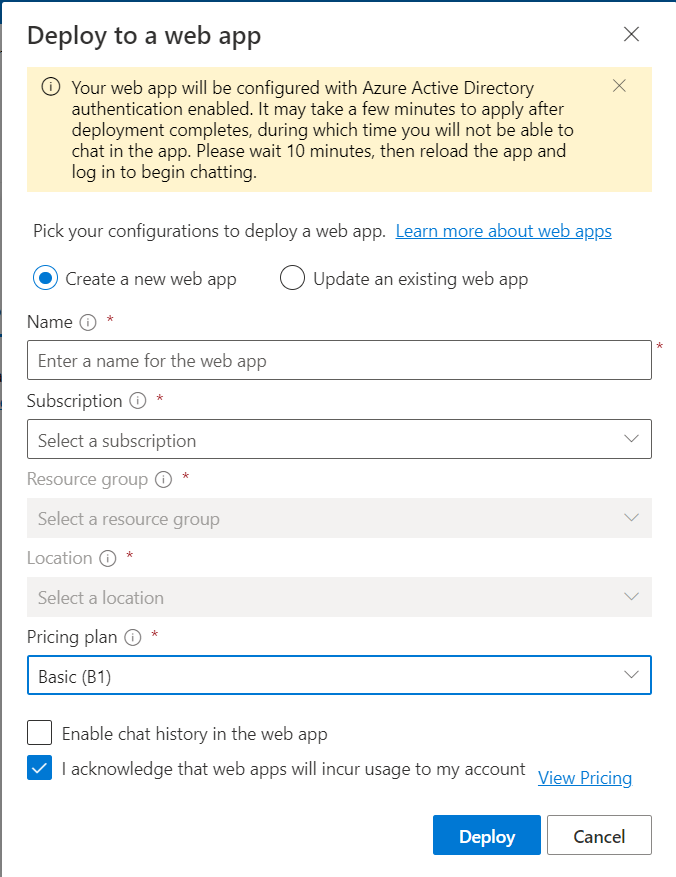 Deploy to a web app
Your web app will be configured with Azure Active Directory
authentication enabled. It may take a few minutes to apply after
deployment completes, during which time you will not be able to
chat in the app. Please wait 10 minutes, then reload the app and
log in to begin chatting.
Pick your configurations to deploy a web app. Learn more about web apps
Create a new web app Update an existing web app
Name *
Enter a name for the web app *
Subscription *
Select a subscription
Resource group *
Select a resource group
Location *
Select a location
Pricing plan *
Basic (B1)
Enable chat history in the web app
I acknowledge that web apps will incur usage to my account View Pricing
Deploy Cancel